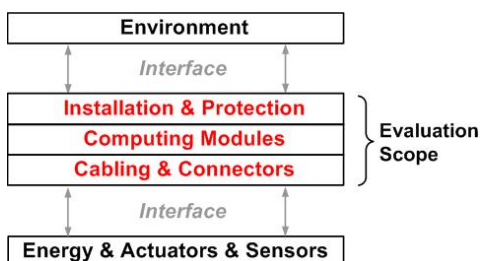 Environment
Interface
Installation & Protection
Computing Modules
Cabling & Connectors
Evaluation
Scope
Interface
Energy & Actuators & Sensors